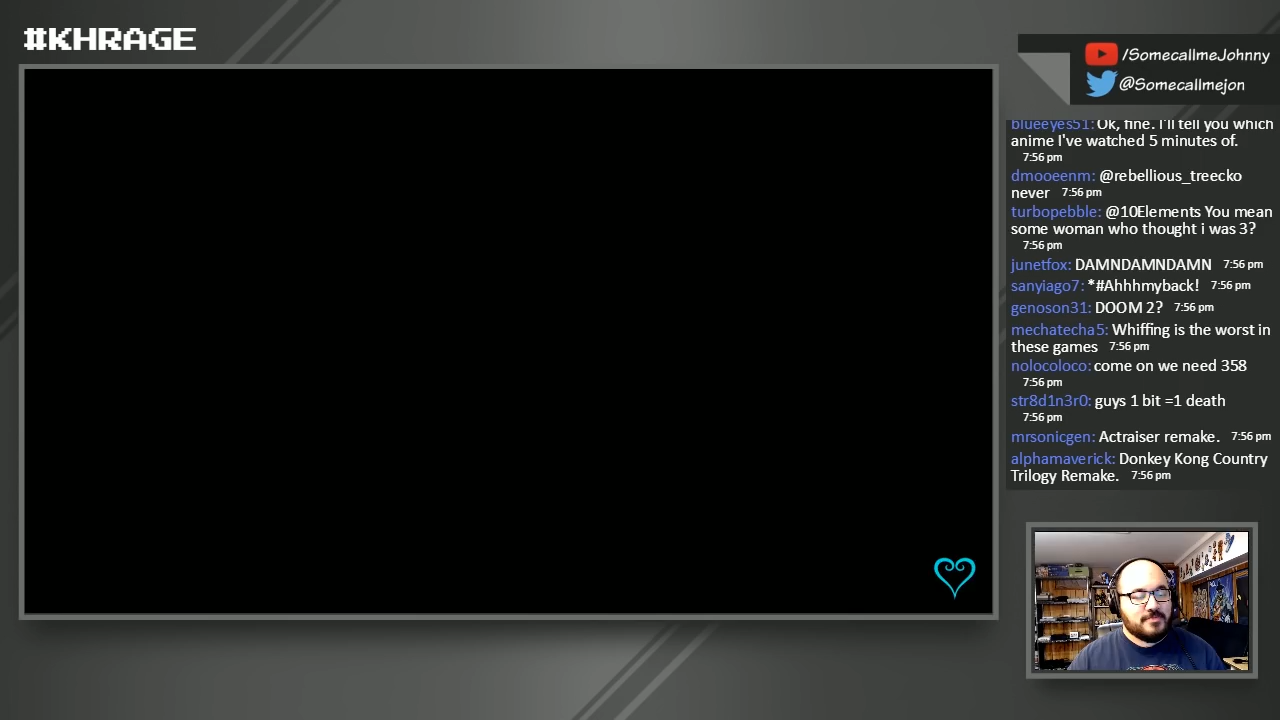 #KHRAGE
/SomecallmeJohnny
@Somecallmejon
blueeyes51: Ok, fine. I'll tell you which
anime I've watched 5 minutes of.
7:56 pm
dmooeenm: @rebellious_treecko
never 7:56 pm
turbopebble: @10Elements You mean
some woman who thought i was 3?
7:56 pm
junetfox: DAMNDAMNDAMN 7:56 pm
sanyiago7: *#Ahhhmyback! 7:56 pm
genoson31: DOOM 2? 7:56 pm
mechatecha5: Whiffing is the worst in
these games 7:56 pm
nolocoloco: come on we need 358
7:56 pm
str8d1n3r0: guys 1 bit =1 death
7:56 pm
mrsonicgen: Actraiser remake. 7:56 pm
alphamaverick: Donkey Kong Country
Trilogy Remake. 7:56 pm